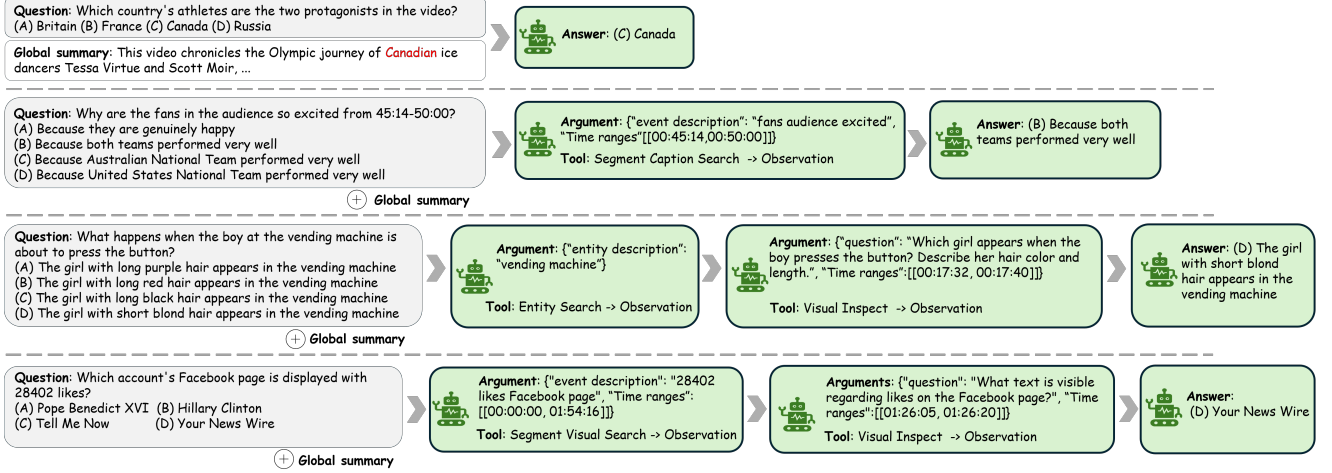 Question: Which country's athletes are the two protagonists in the video?
(A) Britain (B) France (C) Canada (D) Russia
Global summary: This video chronicles the Olympic journey of Canadian ice
dancers Tessa Virtue and Scott Moir, ...
Answer: (C) Canada
Question: Why are the fans in the audience so excited from 45:14-50:00?
(A) Because they are genuinely happy
(B) Because both teams performed very well
(C) Because Australian National Team performed very well
(D) Because United States National Team performed very well
Global summary
Argument: {“event description”: “fans audience excited”,
“Time ranges”[[00:45:14,00:50:00]]}
Tool: Segment Caption Search -> Observation
Answer: (B) Because both
teams performed very well
Question: What happens when the boy at the vending machine is
about to press the button?
(A) The girl with long purple hair appears in the vending machine
(B) The girl with long red hair appears in the vending machine
(C) The girl with long black hair appears in the vending machine
(D) The girl with short blond hair appears in the vending machine
Global summary
Argument: {“entity description”:
“vending machine”}
Tool: Entity Search -> Observation
Argument: {“question”: “Which girl appears when the
boy presses the button? Describe her hair color and
length.”, “Time ranges”:[[00:17:32, 00:17:40]]}
Tool: Visual Inspect -> Observation
Answer: (D) The girl
with short blond
hair appears in the
vending machine
Question: Which account's Facebook page is displayed with
28402 likes?
(A) Pope Benedict XVI (B) Hillary Clinton
(C) Tell Me Now (D) Your News Wire
Global summary
Argument: {"event description": "28402
likes Facebook page", “Time ranges”:
[[00:00:00, 01:54:16]]}
Tool: Segment Visual Search -> Observation
Arguments: {"question": "What text is visible
regarding likes on the Facebook page?", “Time
ranges":[[01:26:05, 01:26:20]]}
Tool: Visual Inspect -> Observation
Answer:
(D) Your News Wire